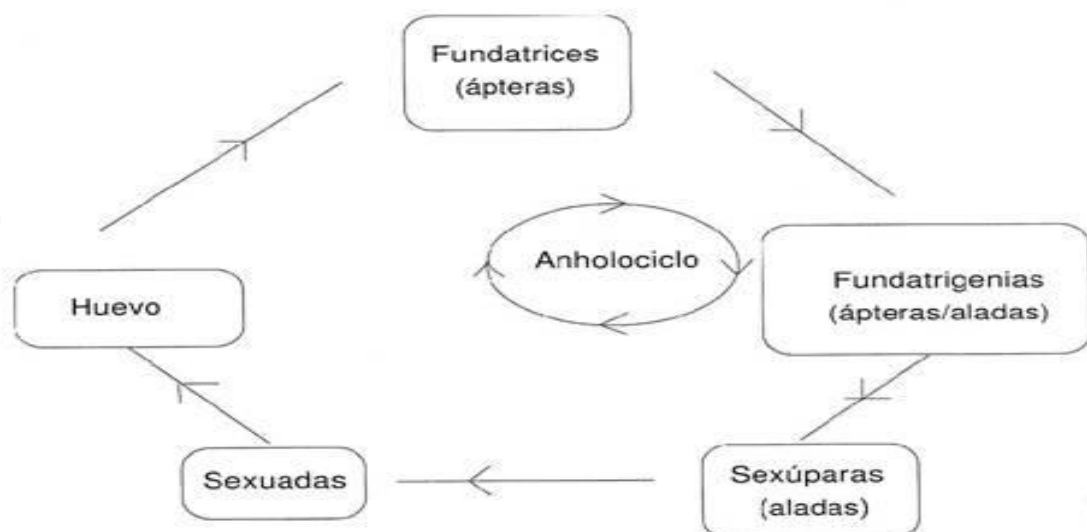 Fundatrices
(ápteras)
Anholociclo
Fundatrigenias
(ápteras/aladas)
Huevo
Sexuadas
Sexúparas
(aladas)